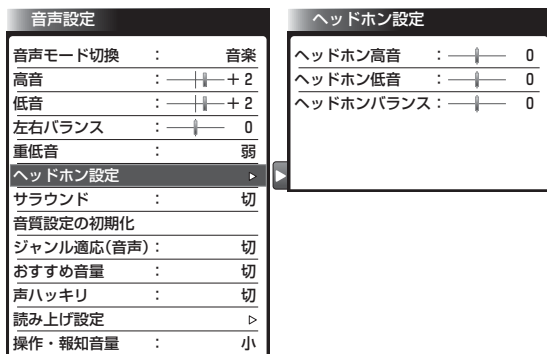 音声設定
音声モード切換 : 音楽
高音 : +2
低音 : +2
左右バランス : 0
重低音 : 弱
ヘッドホン設定
サラウンド : 切
音質設定の初期化
ジャンル適応(音声) : 切
おすすめ音量 : 切
声ハッキリ : 切
読み上げ設定
操作・報知音量 : 小
ヘッドホン設定
ヘッドホン高音 : 0
ヘッドホン低音 : 0
ヘッドホンバランス : 0